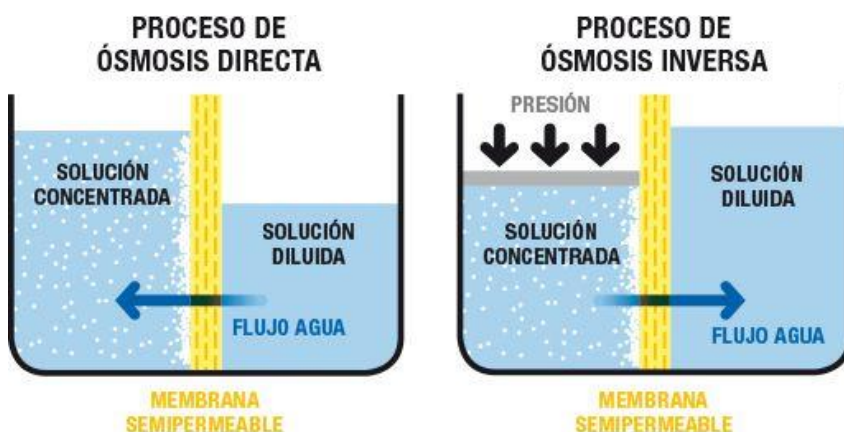 PROCESO DE
ÓSMOSIS DIRECTA
SOLUCIÓN
CONCENTRADA
SOLUCIÓN
DILUIDA
FLUJO AGUA
MEMBRANA
SEMIPERMEABLE
PROCESO DE
ÓSMOSIS INVERSA
PRESIÓN
SOLUCIÓN
CONCENTRADA
SOLUCIÓN
DILUIDA
FLUJO AGUA
MEMBRANA
SEMIPERMEABLE